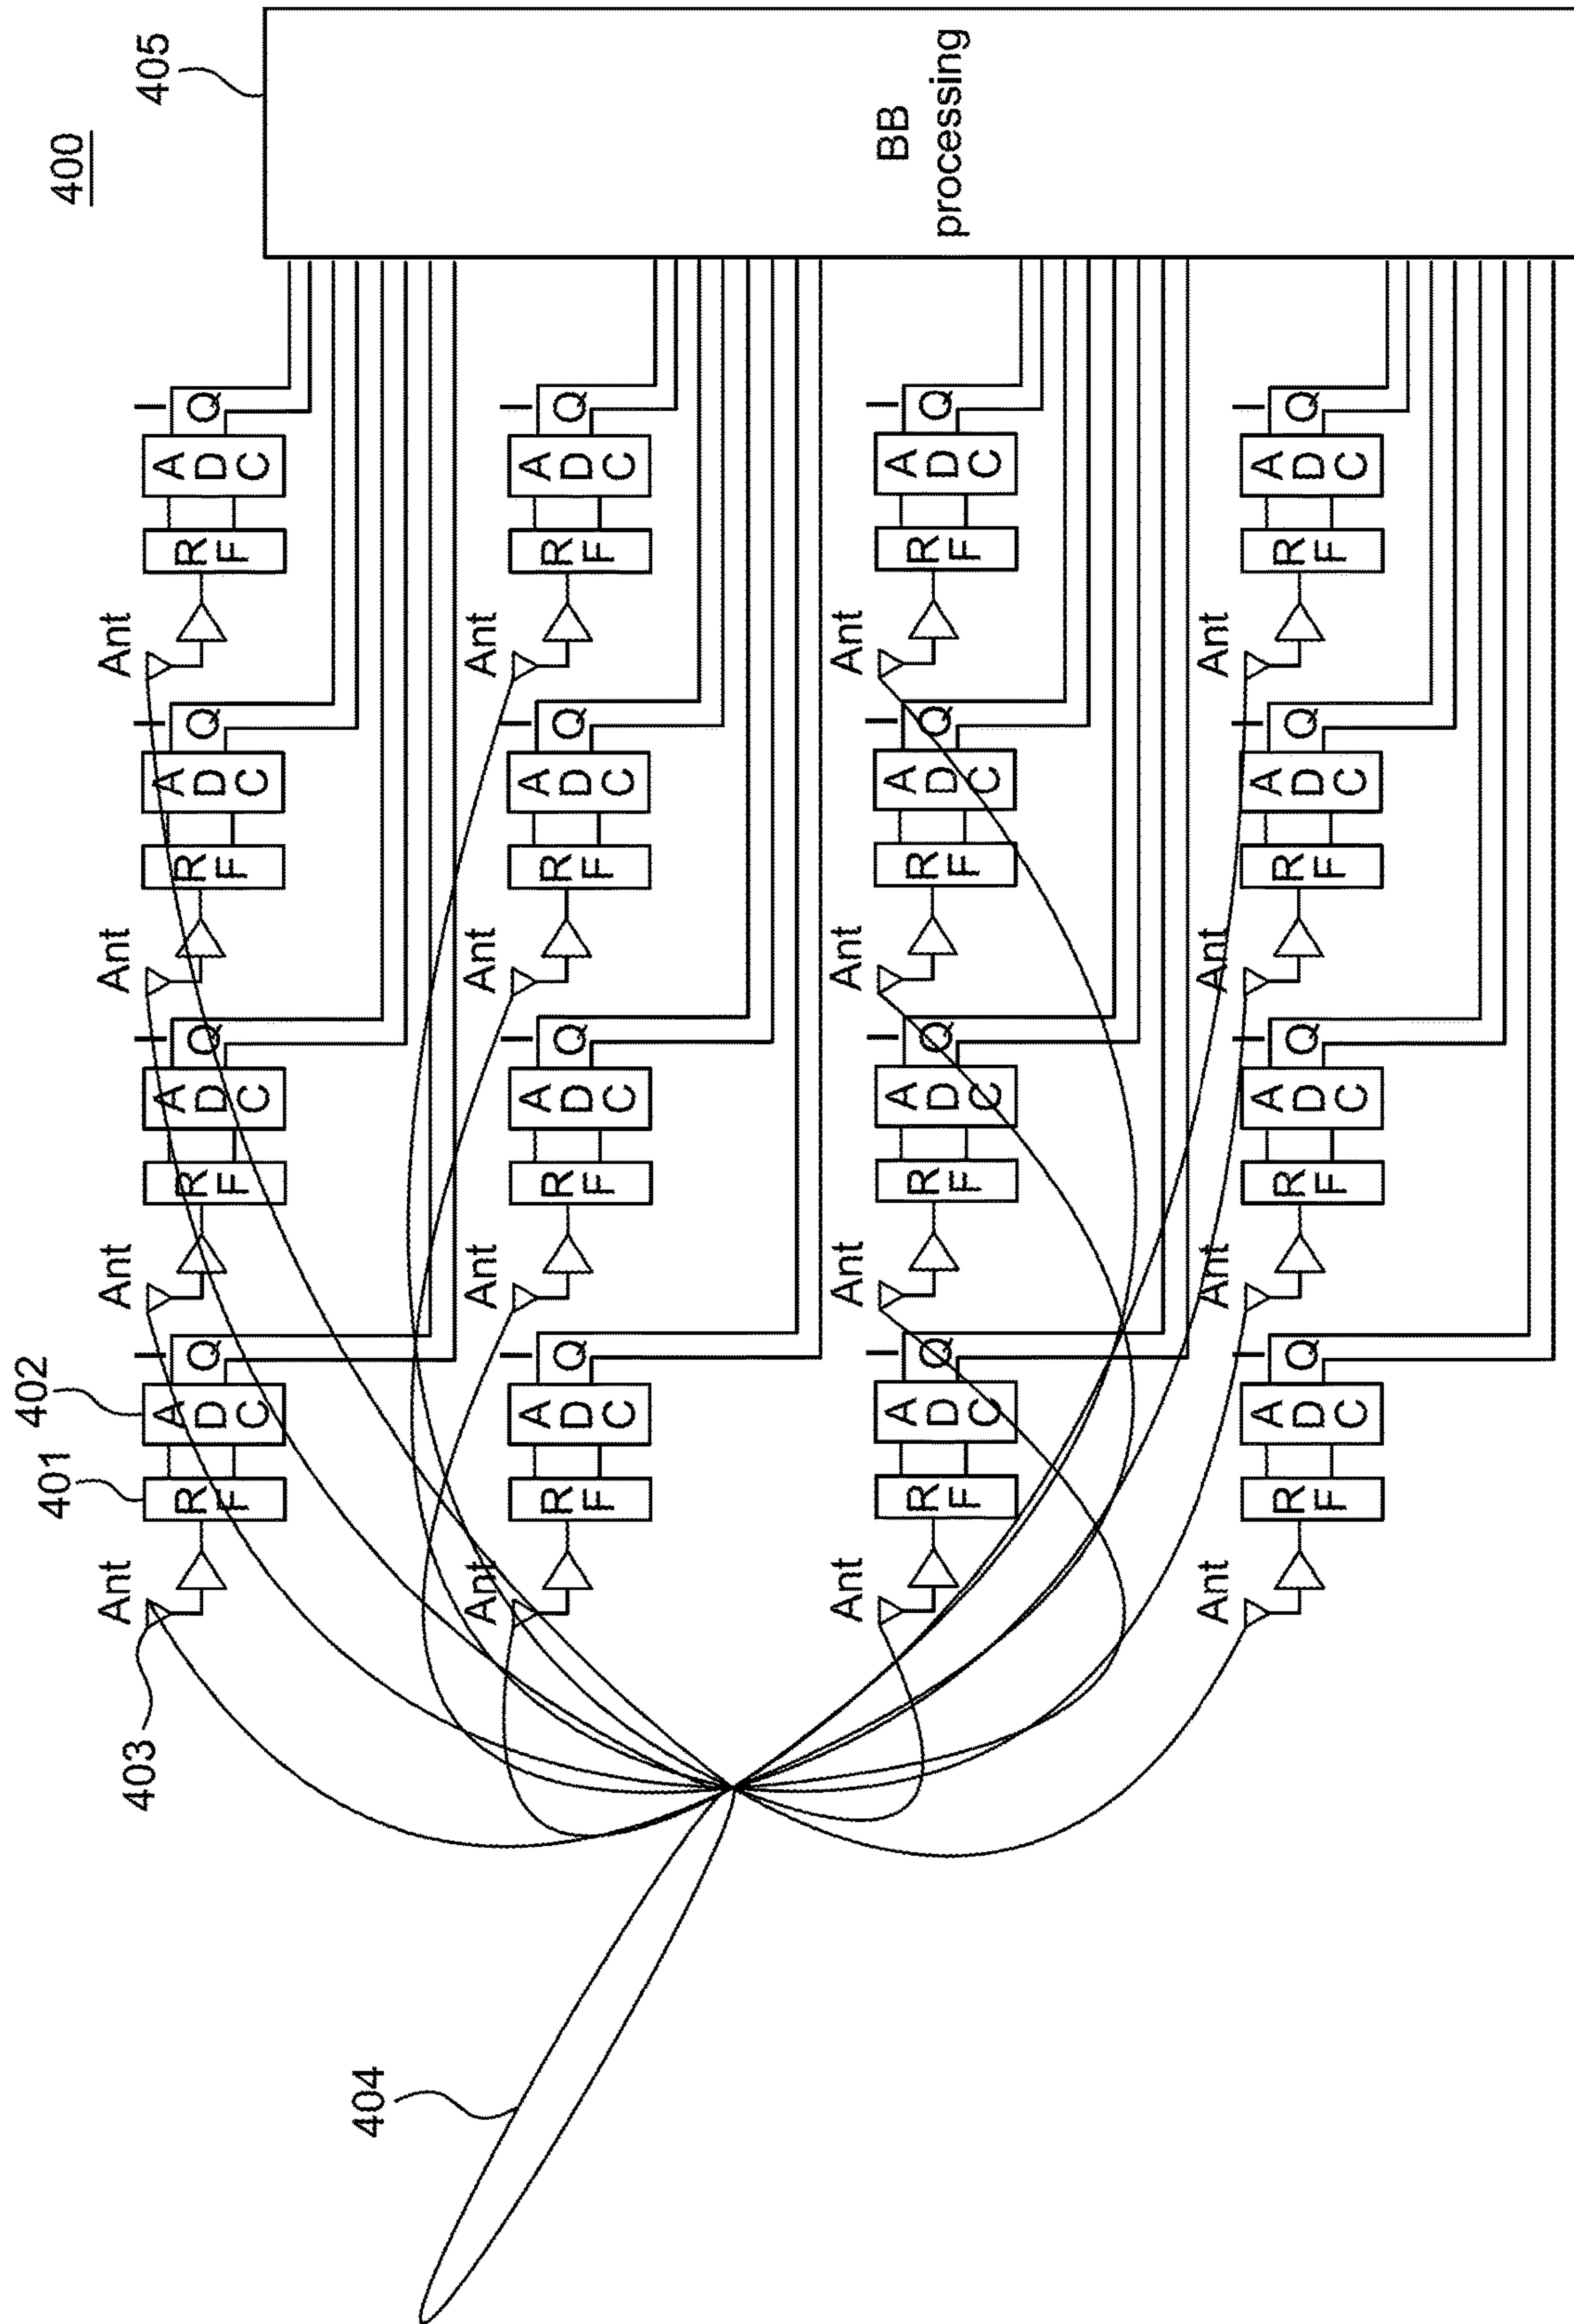 400
401
402
403
405
Ant
RF
ADC
I
Q
Ant
RF
ADC
I
Q
Ant
RF
ADC
I
Q
Ant
RF
ADC
I
Q
404
Ant
RF
ADC
I
Q
Ant
RF
ADC
I
Q
Ant
RF
ADC
I
Q
Ant
RF
ADC
I
Q
BB
processing
Ant
RF
ADC
I
Q
Ant
RF
ADC
I
Q
Ant
RF
ADC
I
Q
Ant
RF
ADC
I
Q
Ant
RF
ADC
I
Q
Ant
RF
ADC
I
Q
Ant
RF
ADC
I
Q
Ant
RF
ADC
I
Q